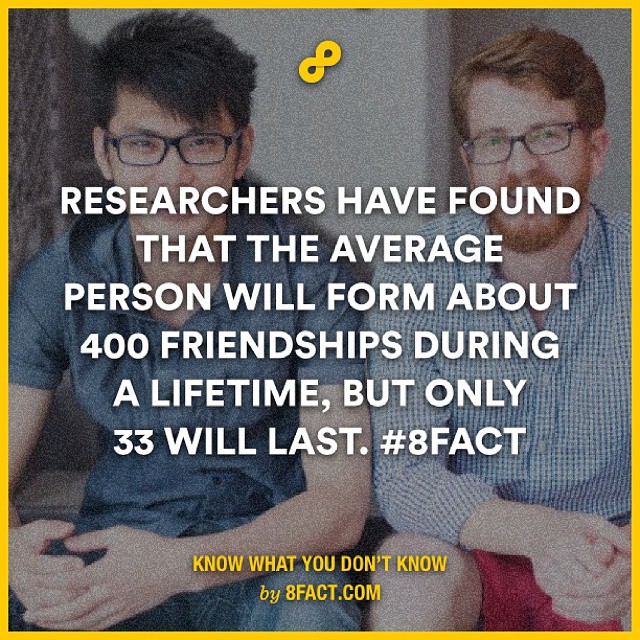 RESEARCHERS HAVE FOUND
THAT THE AVERAGE
PERSON WILL FORM ABOUT
400 FRIENDSHIPS DURING
A LIFETIME, BUT ONLY
33 WILL LAST. #8FACT
KNOW WHAT YOU DON'T KNOW
by 8FACT.COM